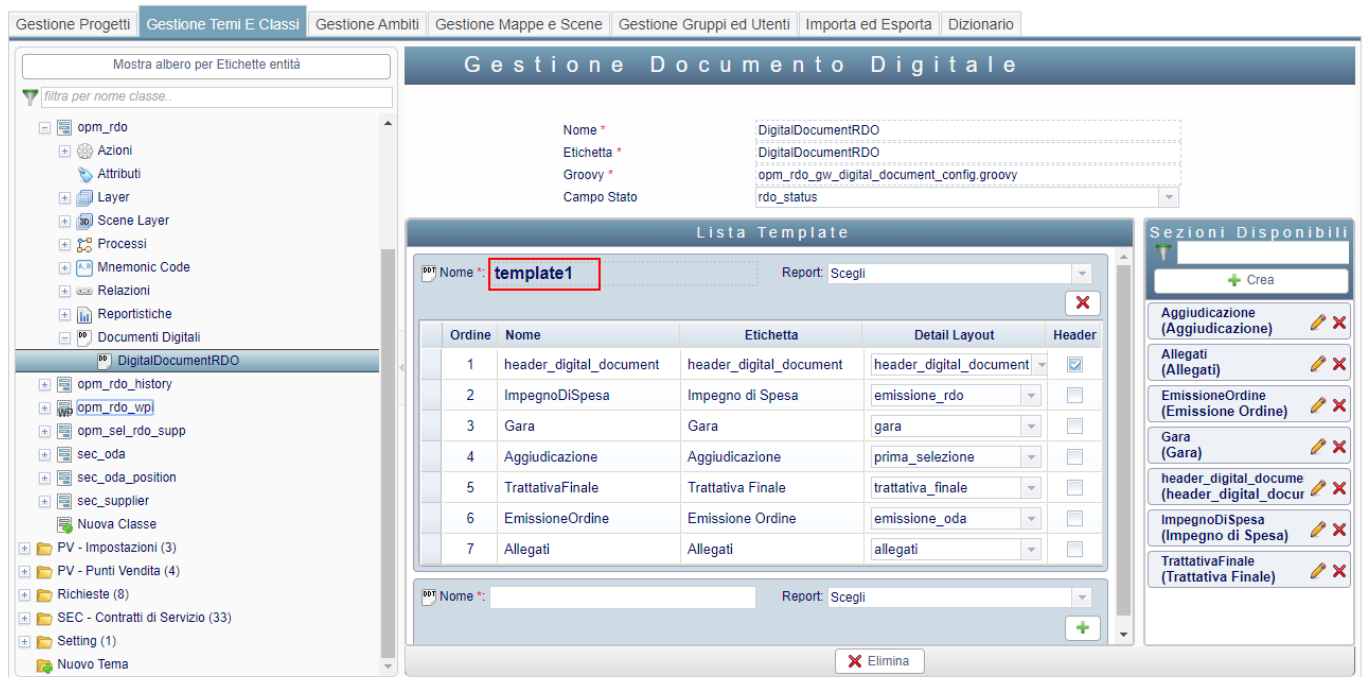 Gestione Progetti Gestione Temi E Classi Gestione Ambiti Gestione Mappe e Scene Gestione Gruppi ed Utenti Importa ed Esporta Dizionario
Mostra albero per Etichette entità
filtra per nome classe..
opm_rdo
Azioni
Attributi
Layer
3D Scene Layer
Processi
Mnemonic Code
Relazioni
Reportistiche
Documenti Digitali
DigitalDocumentRDO
opm_rdo_history
WP opm_rdo_wpi
opm_sel_rdo_supp
sec_oda
sec_oda_position
sec_supplier
Nuova Classe
PV - Impostazioni (3)
PV - Punti Vendita (4)
Richieste (8)
SEC - Contratti di Servizio (33)
Setting (1)
Nuovo Tema
Gestione Documento Digitale
Nome * DigitalDocumentRDO
Etichetta * DigitalDocumentRDO
Groovy * opm_rdo_gw_digital_document_config.groovy
Campo Stato rdo_status
Lista Template
Nome *: template1 Report: Scegli
Ordine Nome Etichetta Detail Layout Header
1 header_digital_document header_digital_document header_digital_document
2 ImpegnoDiSpesa Impegno di Spesa emissione_rdo
3 Gara Gara gara
4 Aggiudicazione Aggiudicazione prima_selezione
5 TrattativaFinale Trattativa Finale trattativa_finale
6 EmissioneOrdine Emissione Ordine emissione_oda
7 Allegati Allegati allegati
Nome *: Report: Scegli
Elimina
Sezioni Disponibili
Crea
Aggiudicazione
(Aggiudicazione)
Allegati
(Allegati)
EmissioneOrdine
(Emissione Ordine)
Gara
(Gara)
header_digital_docume
(header_digital_docur
ImpegnoDiSpesa
(Impegno di Spesa)
TrattativaFinale
(Trattativa Finale)